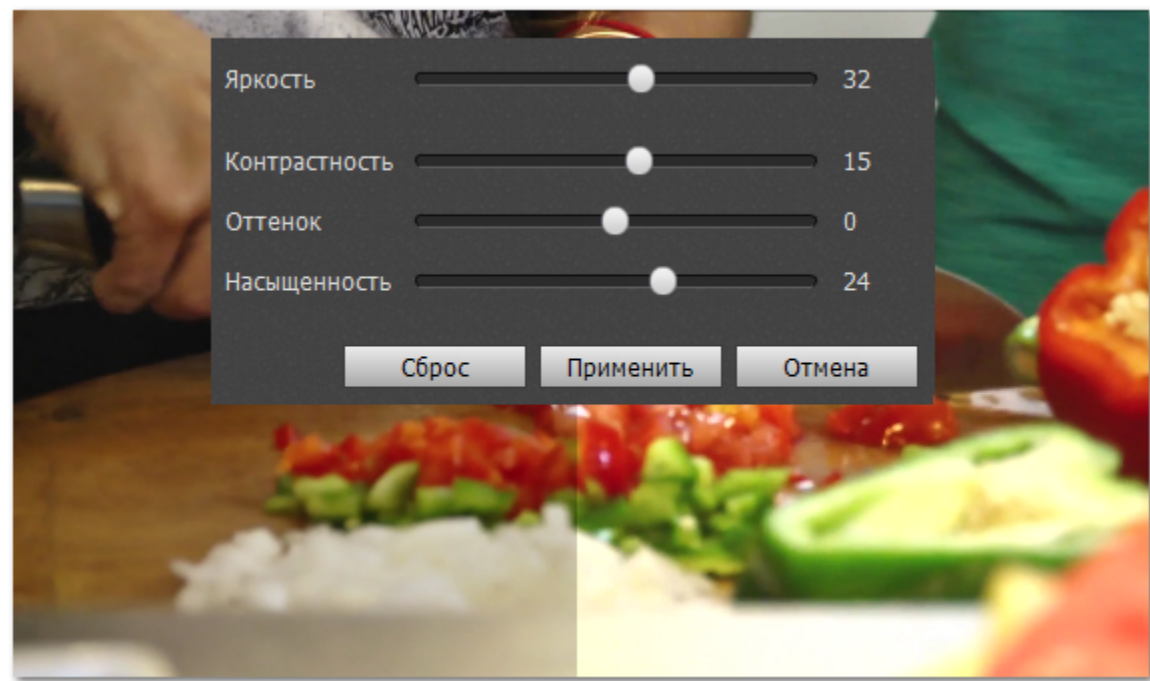 Яркость 32
Контрастность 15
Оттенок 0
Насыщенность 24
Сброс Применить Отмена